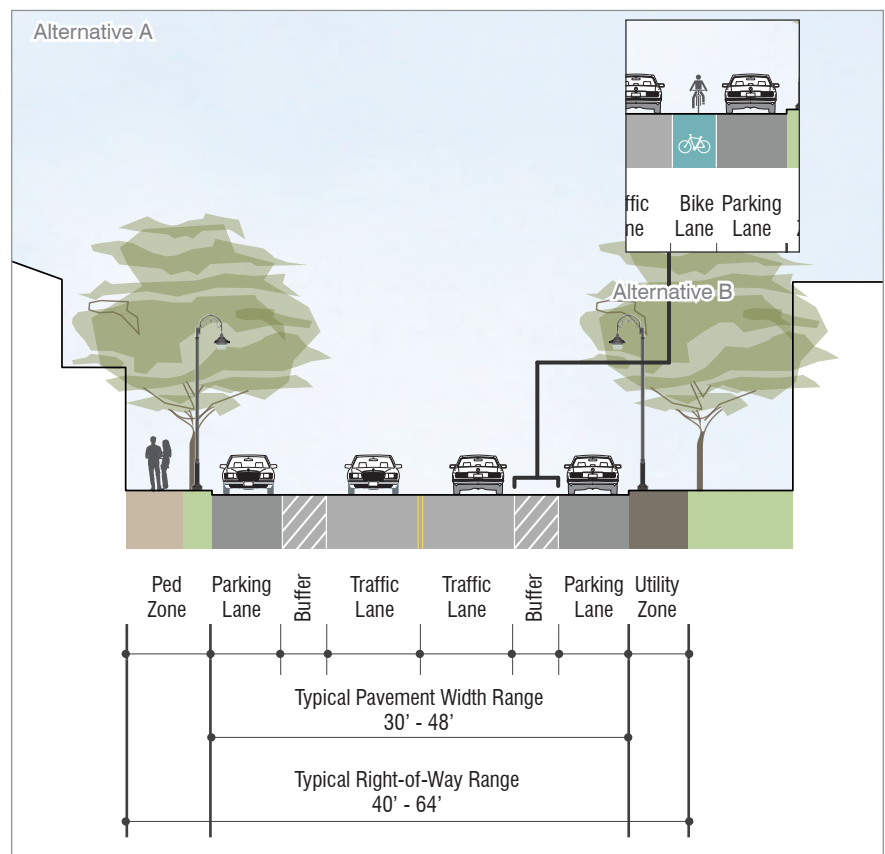 Alternative A
ffic
ne
Bike
Lane
Parking
Lane
Alternative B
Ped
Zone
Parking
Lane
Buffer
Traffic
Lane
Traffic
Lane
Buffer
Parking
Lane
Utility
Zone
Typical Pavement Width Range
30’ - 48’
Typical Right-of-Way Range
40’ - 64’